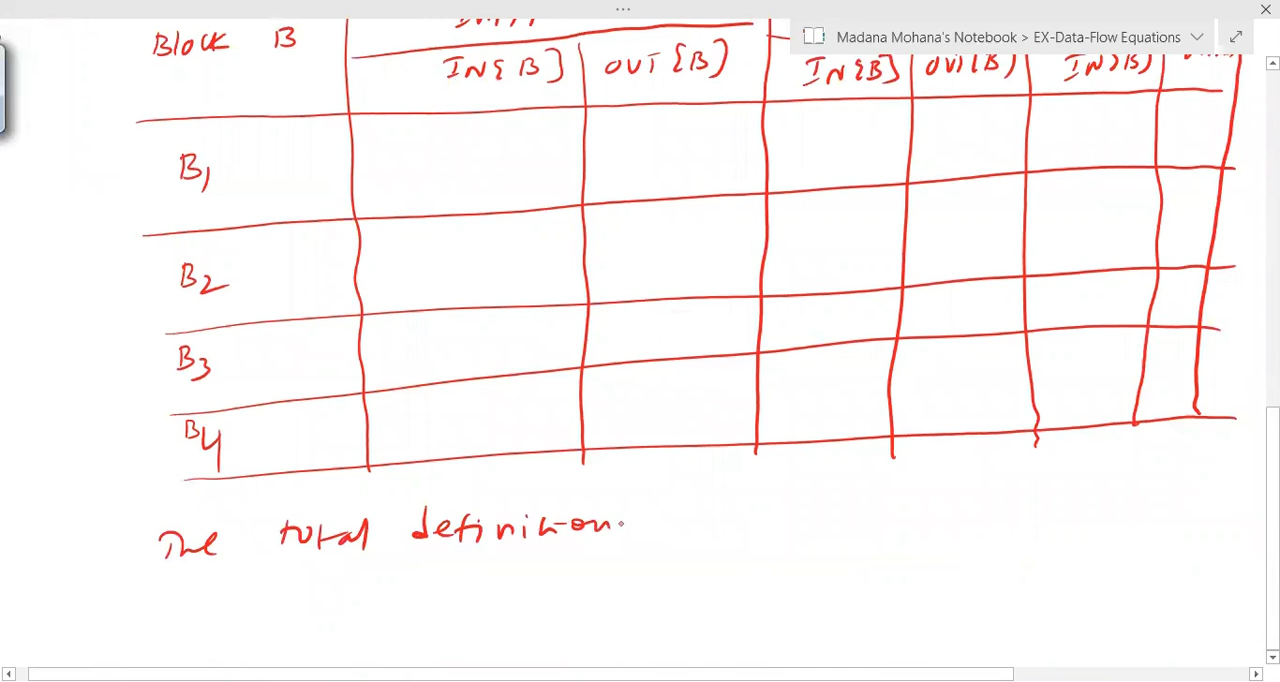 Madana Mohana's Notebook > EX-Data-Flow Equations
Block B
IN{B] OUT{B) IN{B] OUT(B) IN{B)
B1
B2
B3
B4
The total definition